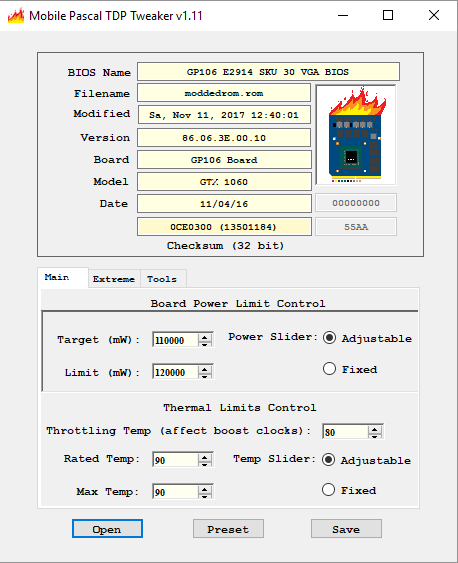 Mobile Pascal TDP Tweaker v1.11
BIOS Name GP106 E2914 SKU 30 VGA BIOS
Filename moddedrom.rom
Modified Sa, Nov 11, 2017 12:40:01
Version 86.06.3E.00.10
Board GP106 Board
Model GTX 1060
Date 11/04/16 00000000
0CE0300 (13501184) 55AA
Checksum (32 bit)
Main Extreme Tools
Board Power Limit Control
Target (mW): 110000 Power Slider: Adjustable
Limit (mW): 120000 Fixed
Thermal Limits Control
Throttling Temp (affect boost clocks): 80
Rated Temp: 90 Temp Slider: Adjustable
Max Temp: 90 Fixed
Open Preset Save